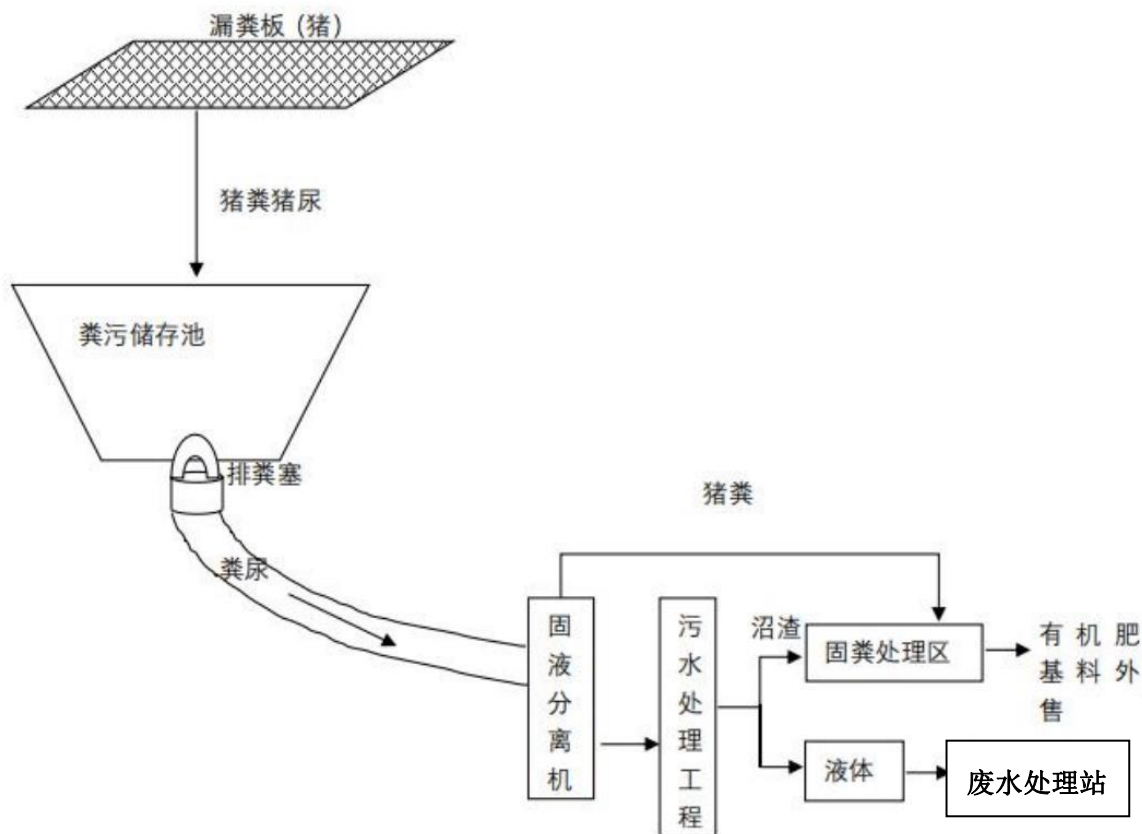 漏粪板（猪）
猪粪猪尿
粪污储存池
排粪塞
粪尿
猪粪
固液分离机
污水处理工程
沼渣
固粪处理区
有机肥
基料外
售
液体
废水处理站